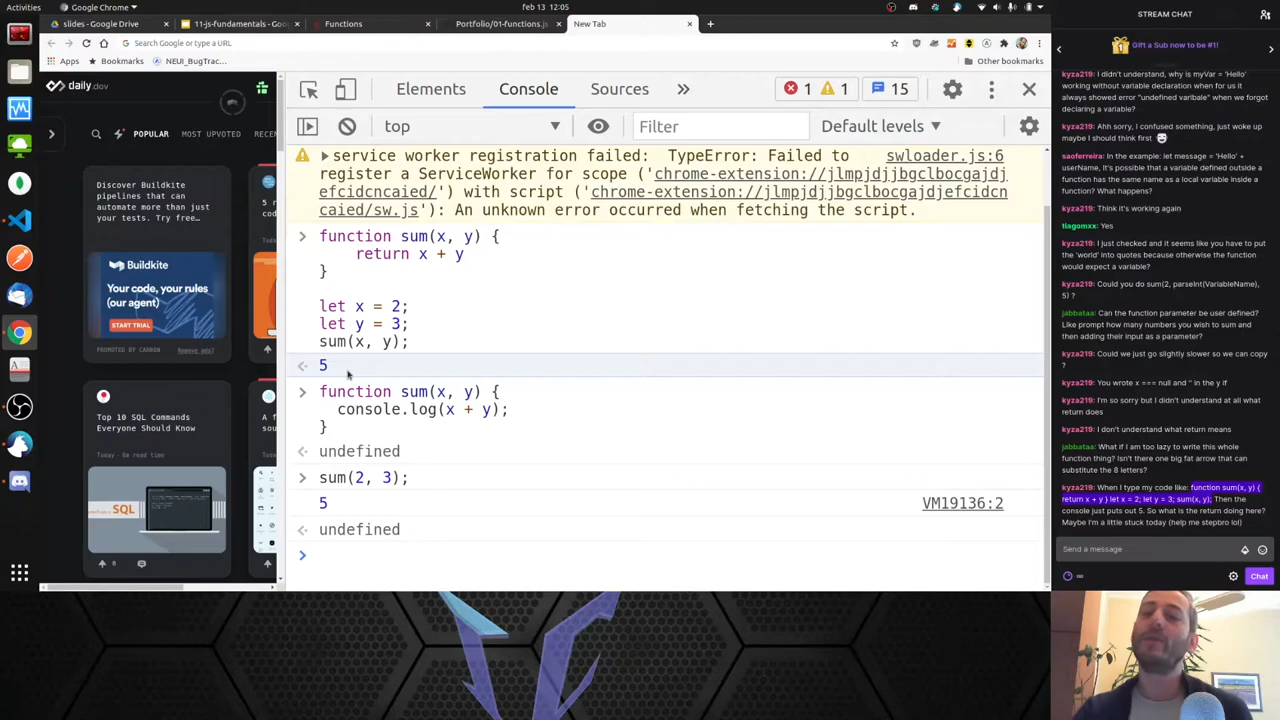 Activities
Google Chrome
feb 13 12:05
slides - Google Drive
11-js-fundamentals - Goo
Functions
Portfolio/01-functions.js
New Tab
Search Google or type a URL
Apps
Bookmarks
NEUI_BugTrac...
Other bookmarks
daily.dev
POPULAR
MOST UPVOTED
RECEN
Discover Buildkite
pipelines that can
automate more than
your tests. Try free...
Buildkite
Your code, your rules
(our agent)
START TRIAL
PROMOTED BY CARBON
Remove ads?
Top 10 SQL Commands
Everyone Should Know
Today • 6m read time
SQL
8
Elements
Console
Sources
1
1
15
top
Filter
Default levels
service worker registration failed: TypeError: Failed to
swloader.js:6
register a ServiceWorker for scope ('chrome-extension://jlmpjdjjbgclbocgajdj
efcidcaied/') with script ('chrome-extension://jlmpjdjjbgclbocgajdjefcidcn
caied/sw.js'): An unknown error occurred when fetching the script.
function sum(x, y) {
return x + y
}
let x = 2;
let y = 3;
sum(x, y);
5
function sum(x, y) {
console.log(x + y);
}
undefined
sum(2, 3);
5
VM19136:2
undefined
STREAM CHAT
Gift a Sub now to be #1!
kyza219: I didn't understand, why is myVar = 'Hello'
working without variable declaration when for us it
always showed error "undefined varibale" when we forgot
declaring a variable?
kyza219: Ahh sorry, I confused something, just woke up
maybe I should think first
saoferreira: In the example: let message = 'Hello' +
userName, it's possible that a variable defined outside a
function has the same name as a local variable inside a
function? What happens?
kyza219: Think it's working again
tiagomxx: Yes
kyza219: I just checked and it seems like you have to put
the 'world' into quotes because otherwise the function
would expect a variable?
kyza219: Could you do sum(2, parseInt(VariableName),
5) ?
jabbataa: Can the function parameter be user defined?
Like prompt how many numbers you wish to sum and
then adding their input as a parameter?
kyza219: Could we just go slightly slower so we can copy
?
kyza219: You wrote x === null and '' in the y if
kyza219: I'm so sorry but I didn't understand at all what
return does
kyza219: I don't understand what return means
jabbataa: What if I am too lazy to write this whole
function thing? Isn't there one big fat arrow that can
substitute the 8 letters?
kyza219: When I type my code like: function sum(x, y) {
return x + y } let x = 2; let y = 3; sum(x, y); Then the
console just puts out 5. So what is the return doing here?
Maybe I'm a little stuck today (help me stepbro lol)
Send a message
Chat